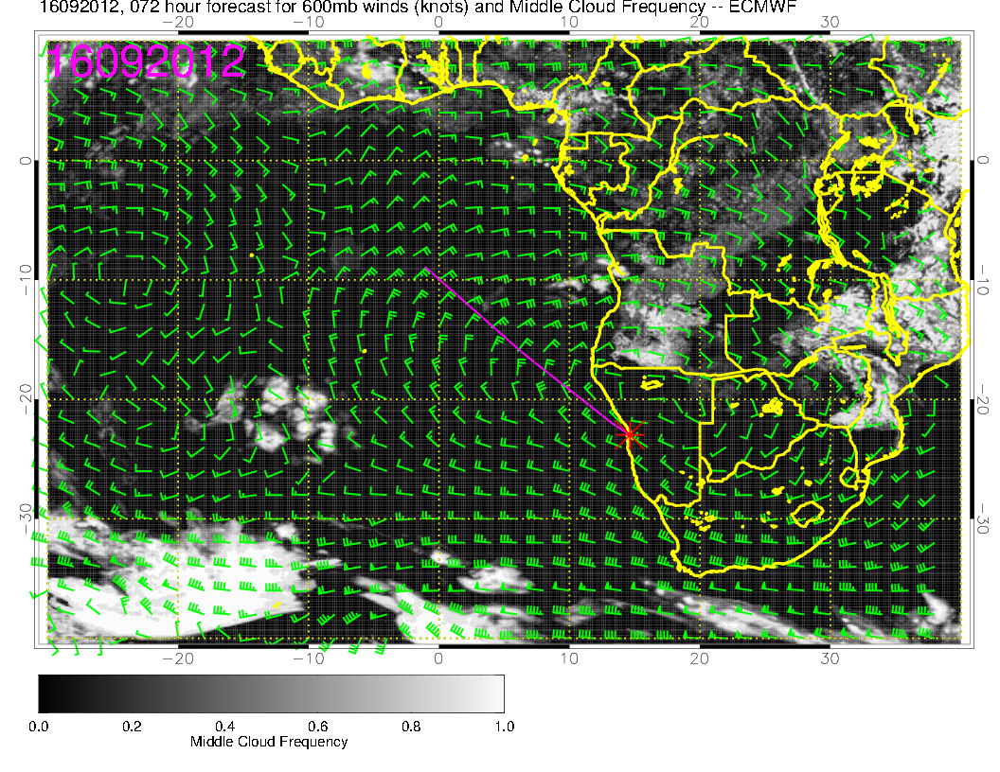 16092012, 072 hour forecast for 600mb winds (knots) and Middle Cloud Frequency -- ECMWF
−20 −10 0 10 20 30
16092012
0 0
−10 −10
−20 −20
−30 −30
−20 −10 0 10 20 30
0.0 0.2 0.4 0.6 0.8 1.0
Middle Cloud Frequency